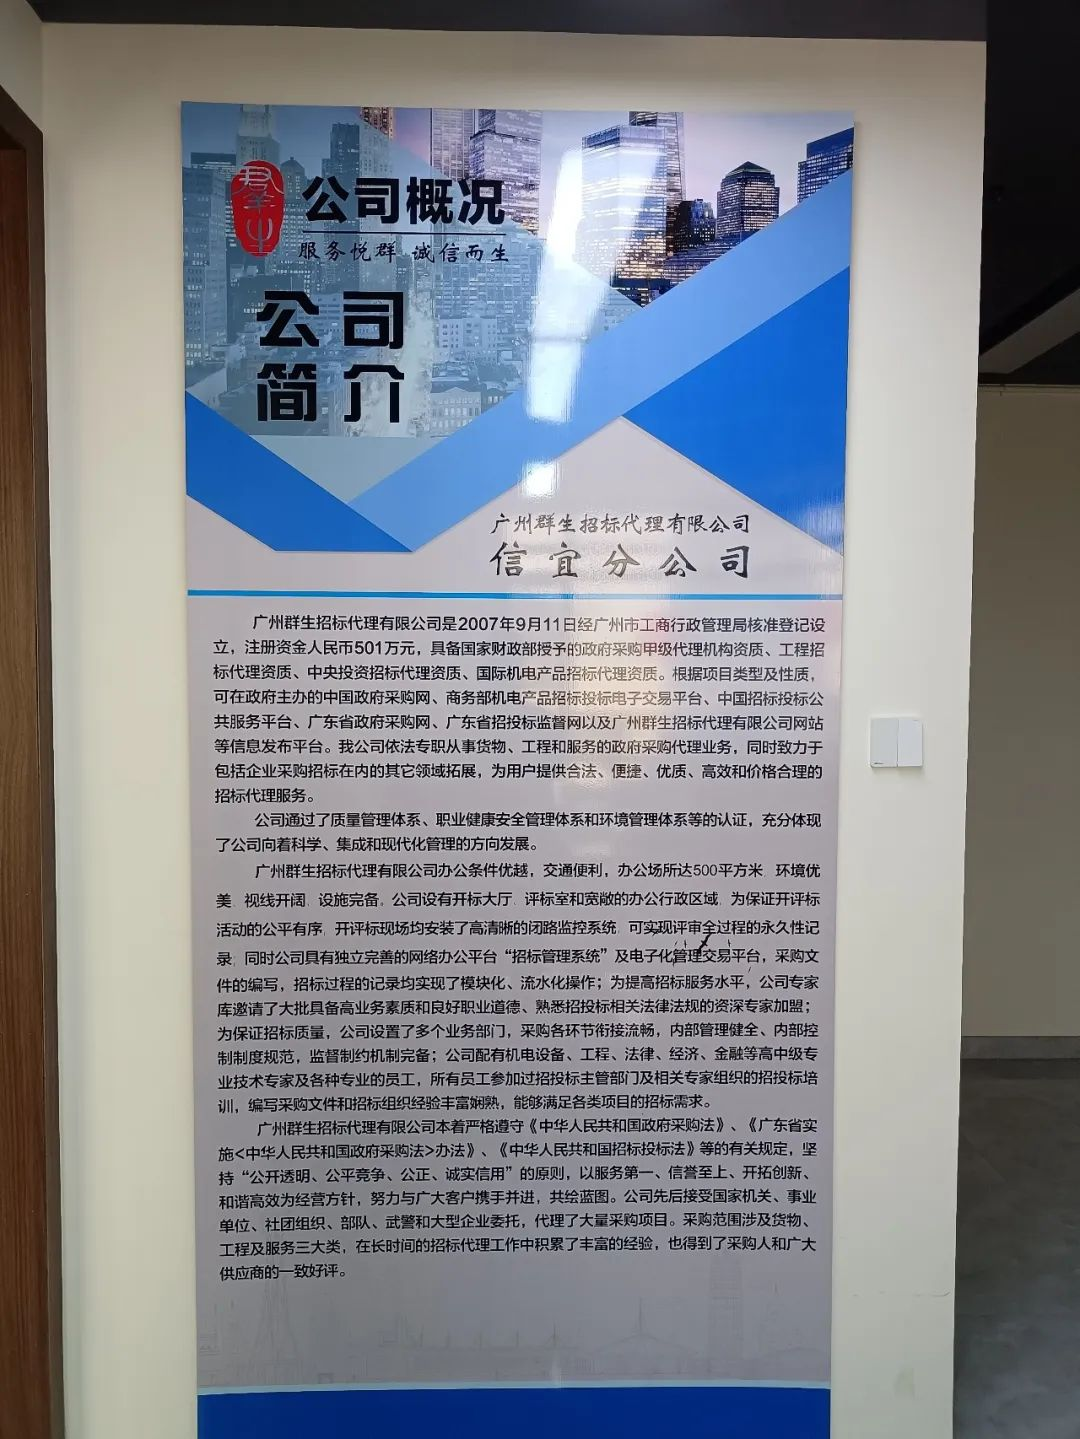 群生
公司概况
服务悦群 诚信而生
公司
简介
广州群生招标代理有限公司
信宜分公司
广州群生招标代理有限公司是2007年9月11日经广州市工商行政管理局核准登记设
立，注册资金人民币501万元，具备国家财政部授予的政府采购甲级代理机构资质、工程招
标代理资质、中央投资招标代理资质、国际机电产品招标代理资质。根据项目类型及性质，
可在政府主办的中国政府采购网、商务部机电产品招标投标电子交易平台、中国招标投标公
共服务平台、广东省政府采购网、广东省招投标监督网以及广州群生招标代理有限公司网站
等信息发布平台。我公司依法专职从事货物、工程和服务的政府采购代理业务，同时致力于
包括企业采购招标在内的其它领域拓展，为用户提供合法、便捷、优质、高效和价格合理的
招标代理服务。
公司通过了质量管理体系、职业健康安全管理体系和环境管理体系等的认证，充分体现
了公司向着科学、集成和现代化管理的方向发展。
广州群生招标代理有限公司办公条件优越，交通便利，办公场所达500平方米，环境优
美，视线开阔，设施完备。公司设有开标大厅，评标室和宽敞的办公行政区域，为保证开评标
活动的公平有序，开评标现场均安装了高清晰的闭路监控系统，可实现评审全过程的永久性记
录；同时公司具有独立完善的网络办公平台“招标管理系统”及电子化管理交易平台，采购文
件的编写，招标过程的记录均实现了模块化、流水化操作；为提高招标服务水平，公司专家
库邀请了大批具备高业务素质和良好职业道德、熟悉招投标相关法律法规的资深专家加盟；
为保证招标质量，公司设置了多个业务部门，采购各环节衔接流畅，内部管理健全、内部控
制制度规范，监督制约机制完备；公司配有机电设备、工程、法律、经济、金融等高中级专
业技术专家及各种专业的员工，所有员工参加过招投标主管部门及相关专家组织的招投标培
训，编写采购文件和招标组织经验丰富娴熟，能够满足各类项目的招标需求。
广州群生招标代理有限公司本着严格遵守《中华人民共和国政府采购法》、《广东省实
施<中华人民共和国政府采购法>办法》、《中华人民共和国招标投标法》等的有关规定，坚
持“公开透明、公平竞争、公正、诚实信用”的原则，以服务第一、信誉至上、开拓创新、
和谐高效为经营方针，努力与广大客户携手并进，共绘蓝图。公司先后接受国家机关、事业
单位、社团组织、部队、武警和大型企业委托，代理了大量采购项目。采购范围涉及货物、
工程及服务三大类，在长时间的招标代理工作中积累了丰富的经验，也得到了采购人和广大
供应商的一致好评。